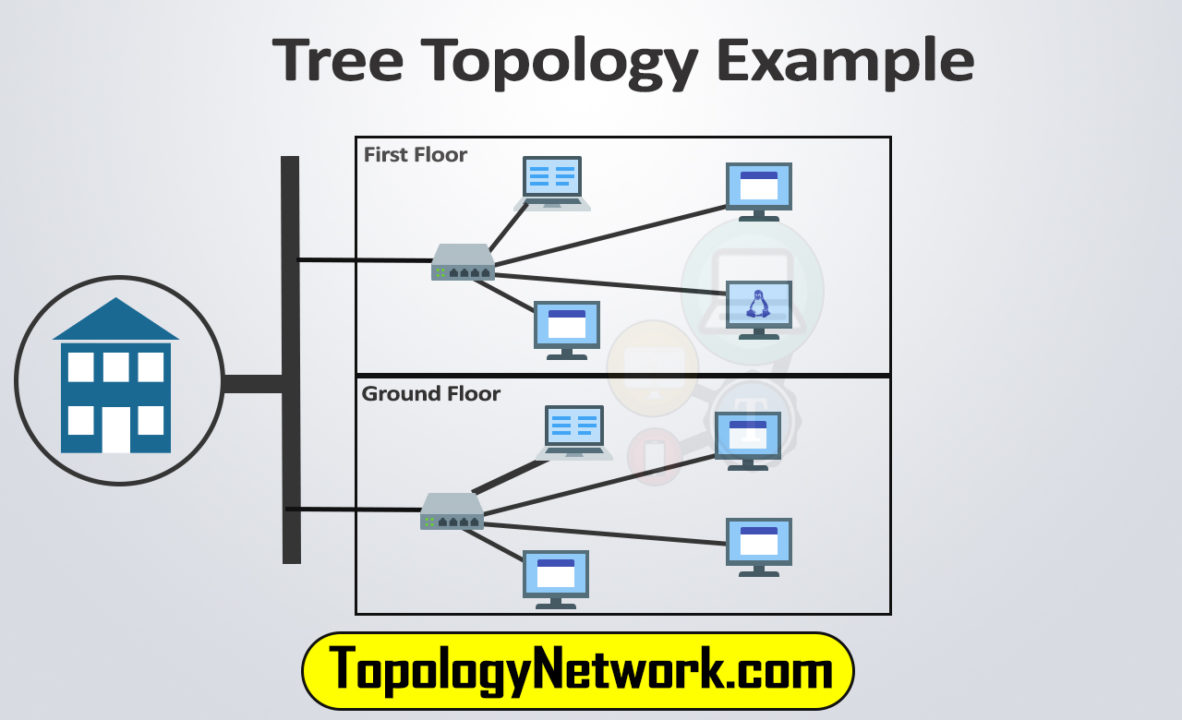 Tree Topology Example
First Floor
Ground Floor
T
TopologyNetwork.com